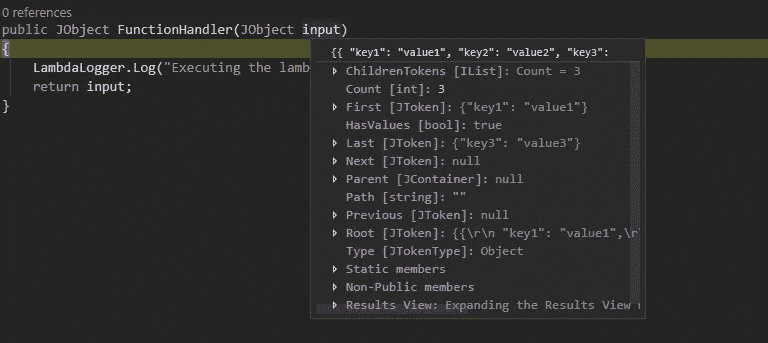 0 references
public JObject FunctionHandler(JObject input)
{
{{ "key1": "value1", "key2": "value2", "key3":
LambdaLogger.Log("Executing the lamb
return input;
}
ChildrenTokens [IList]: Count = 3
Count [int]: 3
First [JToken]: {"key1": "value1"}
HasValues [bool]: true
Last [JToken]: {"key3": "value3"}
Next [JToken]: null
Parent [JContainer]: null
Path [string]: ""
Previous [JToken]: null
Root [JToken]: {{\r\n "key1": "value1",\r
Type [JTokenType]: Object
Static members
Non-Public members
Results View: Expanding the Results View